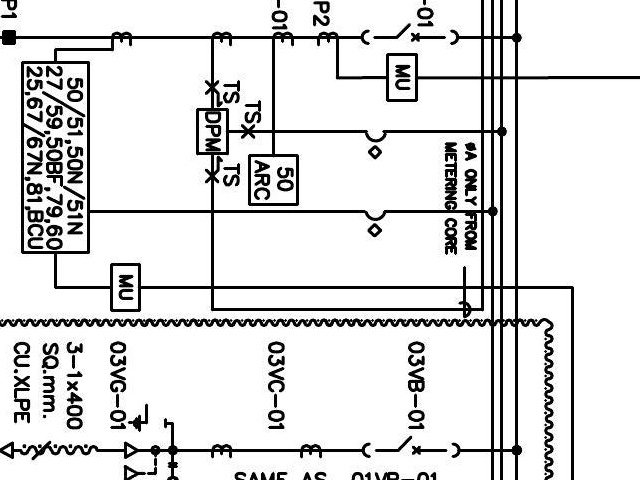 P1
-01
P2
-01
MU
TS
TS
DPM
TS
50
ARC
50/51,50N/51N
27/59,50BF,79,60
25,67/67N,81,BCU
ØA ONLY FROM
METERING CORE
MU
03VG-01
03VC-01
03VB-01
3-1x400
SQ.mm.
CU.XLPE
SAME AS 01VB-01